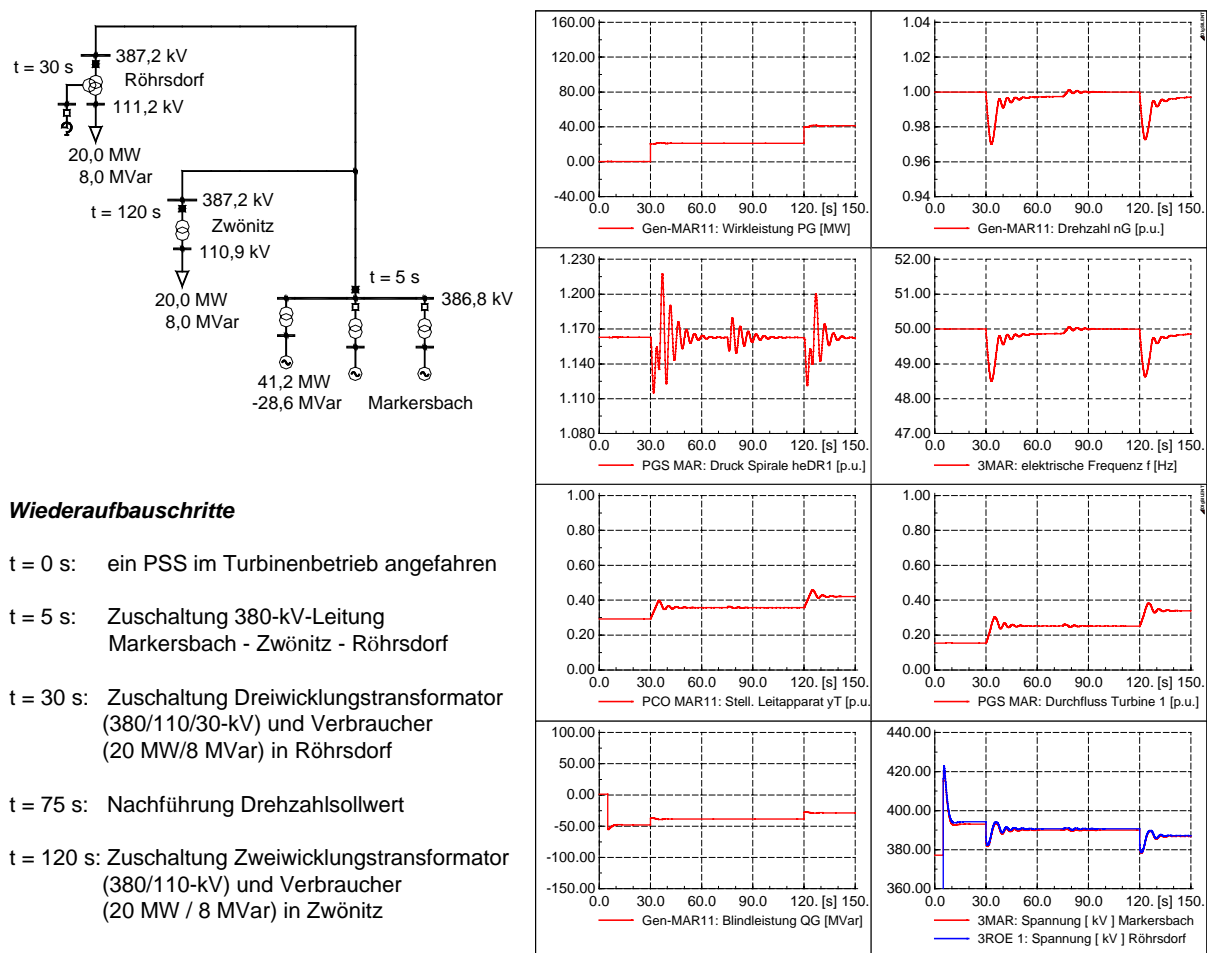 387,2 kV
t = 30 s
Röhrsdorf
111,2 kV
20,0 MW
8,0 MVar
387,2 kV
t = 120 s
Zwönitz
110,9 kV
t = 5 s
20,0 MW
8,0 MVar
386,8 kV
41,2 MW
-28,6 MVar
Markersbach
Wiederaufbauschritte
t = 0 s: ein PSS im Turbinenbetrieb angefahren
t = 5 s: Zuschaltung 380-kV-Leitung
Markersbach - Zwönitz - Röhrsdorf
t = 30 s: Zuschaltung Dreiwicklungstransformator
(380/110/30-kV) und Verbraucher
(20 MW/8 MVar) in Röhrsdorf
t = 75 s: Nachführung Drehzahlsollwert
t = 120 s: Zuschaltung Zweiwicklungstransformator
(380/110-kV) und Verbraucher
(20 MW / 8 MVar) in Zwönitz
160.00
120.00
80.00
40.00
0.00
-40.00
0.0 30.0 60.0 90.0 120. [s] 150.
Gen-MAR11: Wirkleistung PG [MW]
1.04
1.02
1.00
0.98
0.96
0.94
0.0 30.0 60.0 90.0 120. [s] 150.
Gen-MAR11: Drehzahl nG [p.u.]
1.230
1.200
1.170
1.140
1.110
1.080
0.0 30.0 60.0 90.0 120. [s] 150.
PGS MAR: Druck Spirale heDR1 [p.u.]
52.00
51.00
50.00
49.00
48.00
47.00
0.0 30.0 60.0 90.0 120. [s] 150.
3MAR: elektrische Frequenz f [Hz]
1.00
0.80
0.60
0.40
0.20
0.00
0.0 30.0 60.0 90.0 120. [s] 150.
PCO MAR11: Stell. Leitapparat yT [p.u.
1.00
0.80
0.60
0.40
0.20
0.00
0.0 30.0 60.0 90.0 120. [s] 150.
PGS MAR: Durchfluss Turbine 1 [p.u.]
100.00
50.00
0.00
-50.00
-100.00
-150.00
0.0 30.0 60.0 90.0 120. [s] 150.
Gen-MAR11: Blindleistung QG [MVar]
440.00
420.00
400.00
380.00
360.00
0.0 30.0 60.0 90.0 120. [s] 150.
3MAR: Spannung [ kV ] Markersbach
3ROE 1: Spannung [ kV ] Röhrsdorf